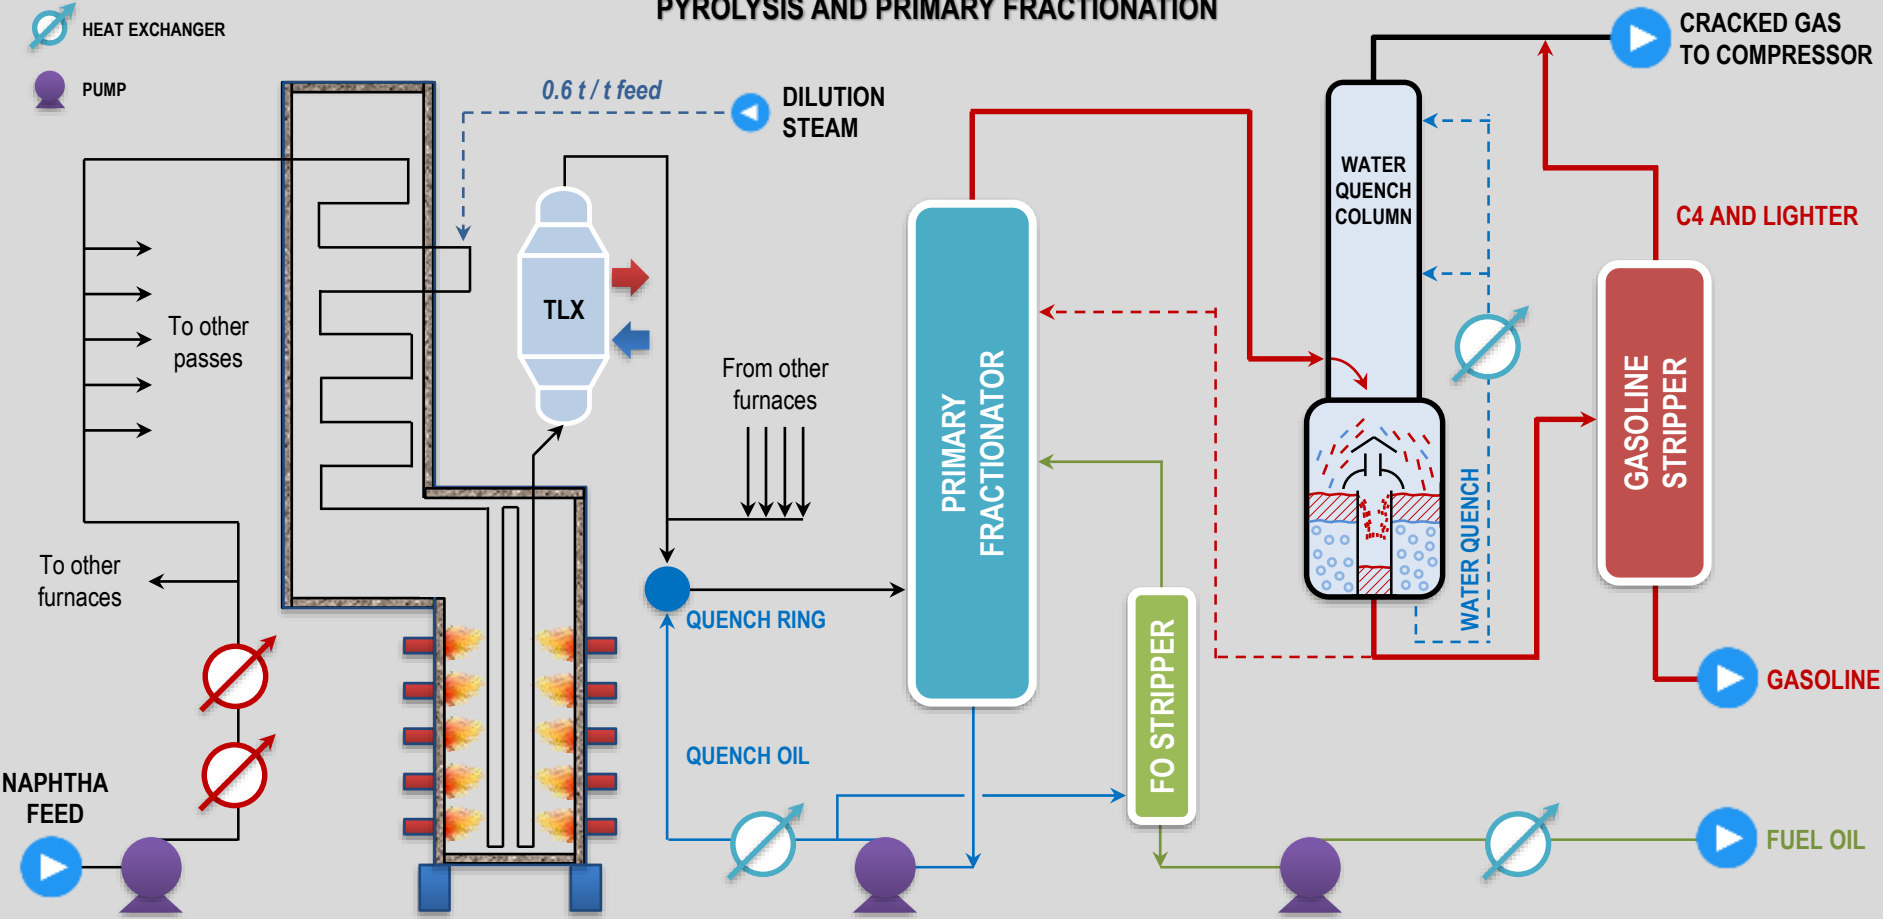 PYROLYSIS AND PRIMARY FRACTIONATION
HEAT EXCHANGER
PUMP
0.6 t / t feed
DILUTION
STEAM
CRACKED GAS
TO COMPRESSOR
WATER
QUENCH
COLUMN
C4 AND LIGHTER
To other
passes
TLX
From other
furnaces
PRIMARY
FRACTIONATOR
GASOLINE
STRIPPER
WATER QUENCH
To other
furnaces
QUENCH RING
FO STRIPPER
GASOLINE
QUENCH OIL
NAPHTHA
FEED
FUEL OIL